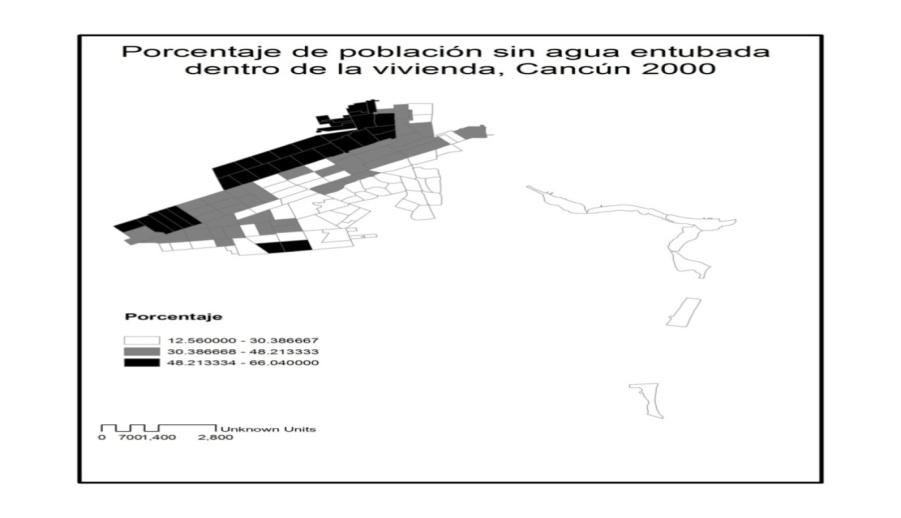 Porcentaje de población sin agua entubada
dentro de la vivienda, Cancún 2000
Porcentaje
12.560000 - 30.386667
30.386668 - 48.213333
48.213334 - 66.040000
Unknown Units
0 7001,400 2,800